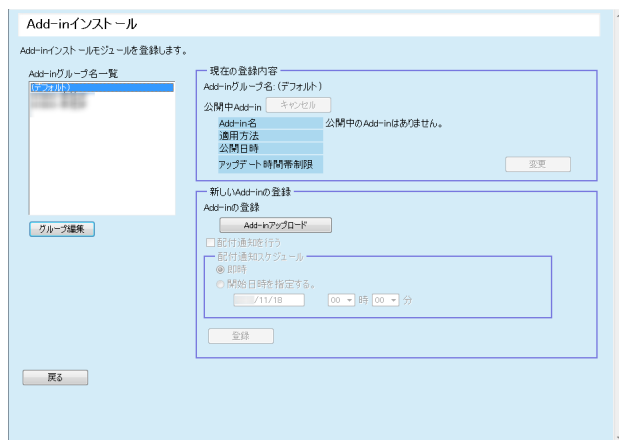 Add-inインストール
Add-inインストールモジュールを登録します。
Add-inグループ名一覧
(デフォルト)
グループ編集
現在の登録内容
Add-inグループ名:(デフォルト)
公開中Add-in キャンセル
Add-in名 公開中のAdd-inはありません。
適用方法
公開日時
アップデート時間帯制限 変更
新しいAdd-inの登録
Add-inの登録
Add-inアップロード
配付通知を行う
配付通知スケジュール
即時
開始日時を指定する。
/11/18 00 時 00 分
登録
戻る